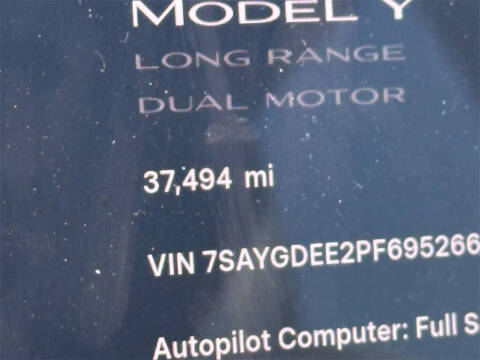 MODEL Y
LONG RANGE
DUAL MOTOR
37,494 mi
VIN 7SAYGDEE2PF695266
Autopilot Computer: Full S